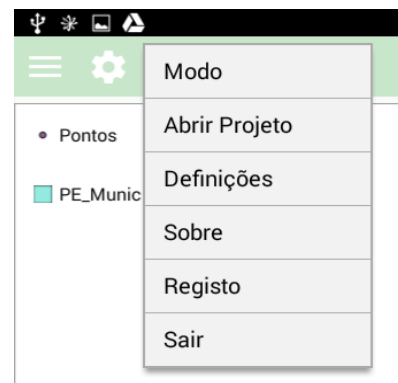 Modo
Abrir Projeto
Pontos
Definições
PE_Munic
Sobre
Registo
Sair